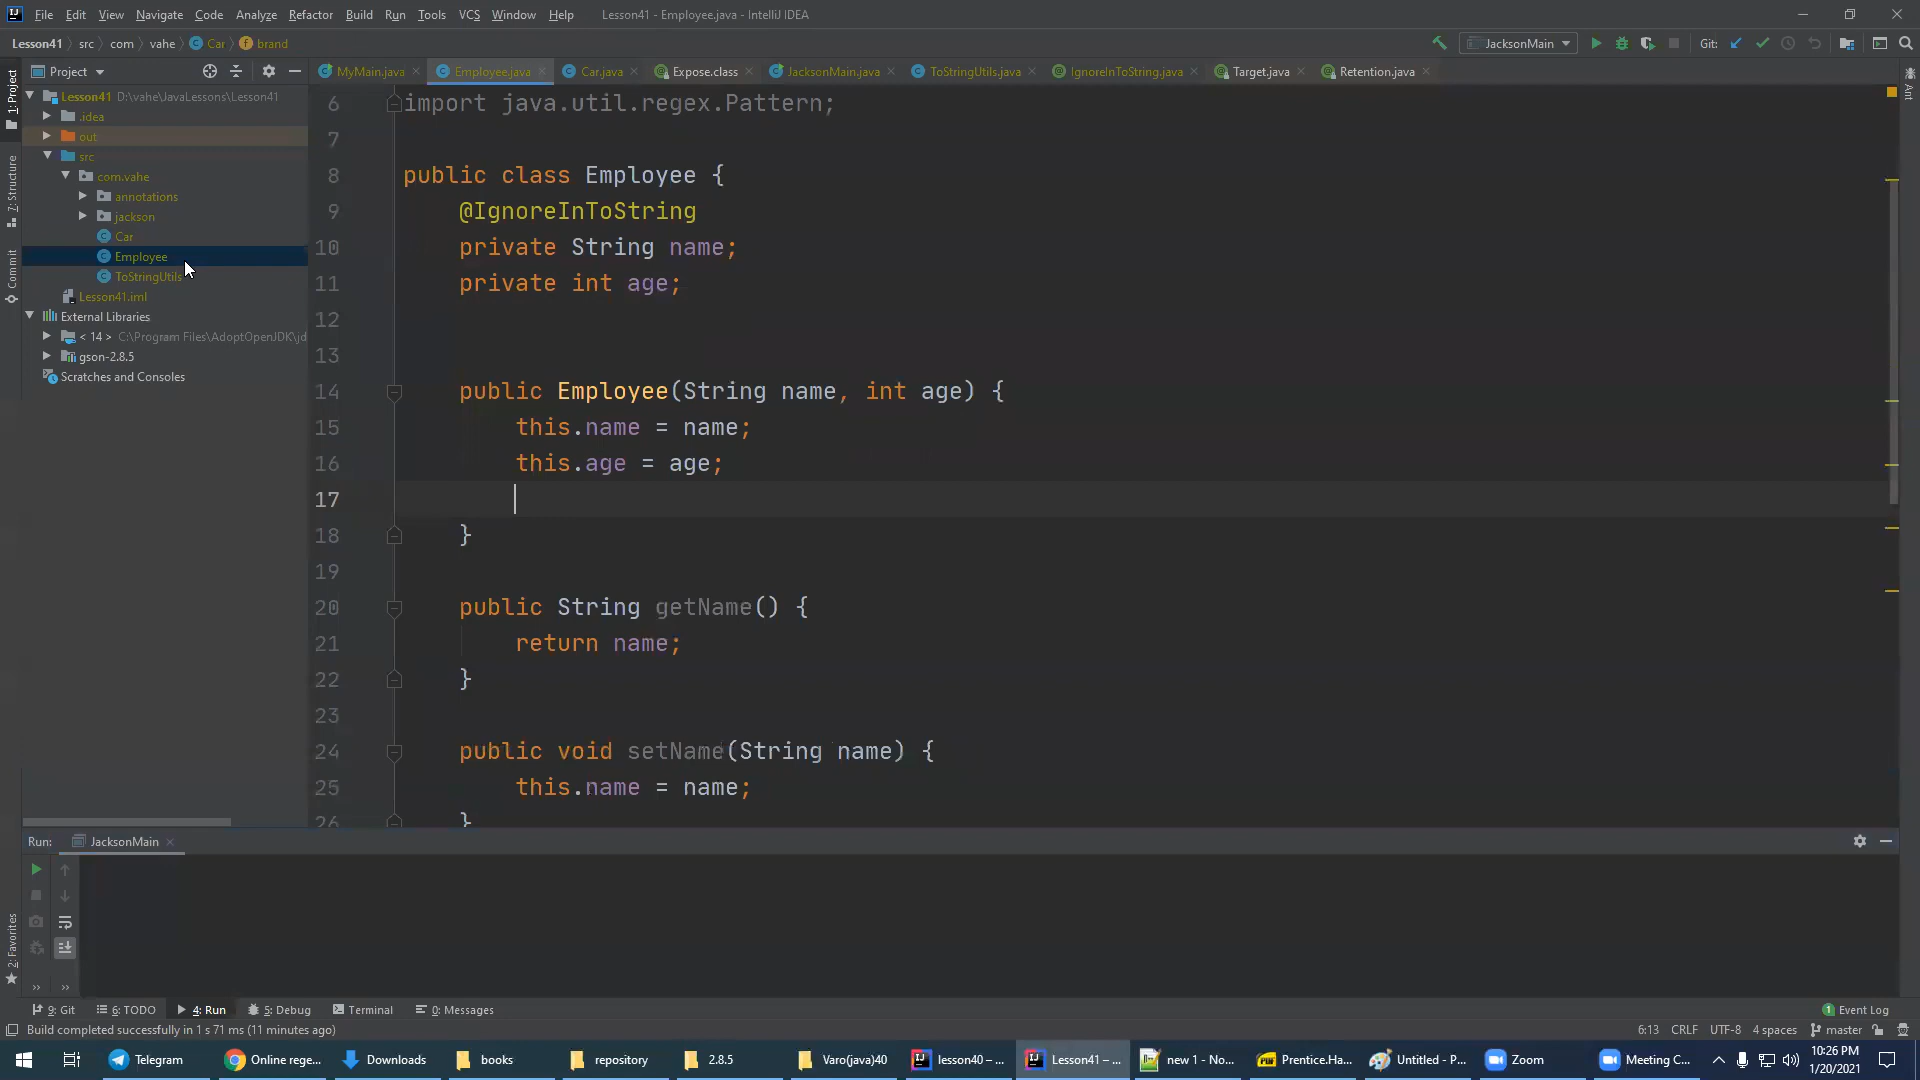 File Edit View Navigate Code Analyze Refactor Build Run Tools VCS Window Help Lesson41 - Employee.java - IntelliJ IDEA
Lesson41 src com vahe Car brand JacksonMain Git:
Project MyMain.java Employee.java Car.java Expose.class JacksonMain.java ToStringUtils.java IgnoreInToString.java Target.java Retention.java
1: Project
7: Structure
Commit
2: Favorites
Ant
Lesson41 D:\vahe\JavaLessons\Lesson41
.idea
out
src
com.vahe
annotations
jackson
Car
Employee
ToStringUtils
Lesson41.iml
External Libraries
< 14 > C:\Program Files\AdoptOpenJDK\jd
gson-2.8.5
Scratches and Consoles
6 import java.util.regex.Pattern;
7
8 public class Employee {
9 @IgnoreInToString
10 private String name;
11 private int age;
12
13
14 public Employee(String name, int age) {
15 this.name = name;
16 this.age = age;
17
18 }
19
20 public String getName() {
21 return name;
22 }
23
24 public void setName(String name) {
25 this.name = name;
26 }
Run: JacksonMain
9: Git 6: TODO 4: Run 5: Debug Terminal 0: Messages 1 Event Log
Build completed successfully in 1 s 71 ms (11 minutes ago) 6:13 CRLF UTF-8 4 spaces master
Telegram Online rege... Downloads books repository 2.8.5 Varo(java)40 lesson40 – ... Lesson41 – ... new 1 - No... Prentice.Ha... Untitled - P... Zoom Meeting C... 10:26 PM
1/20/2021